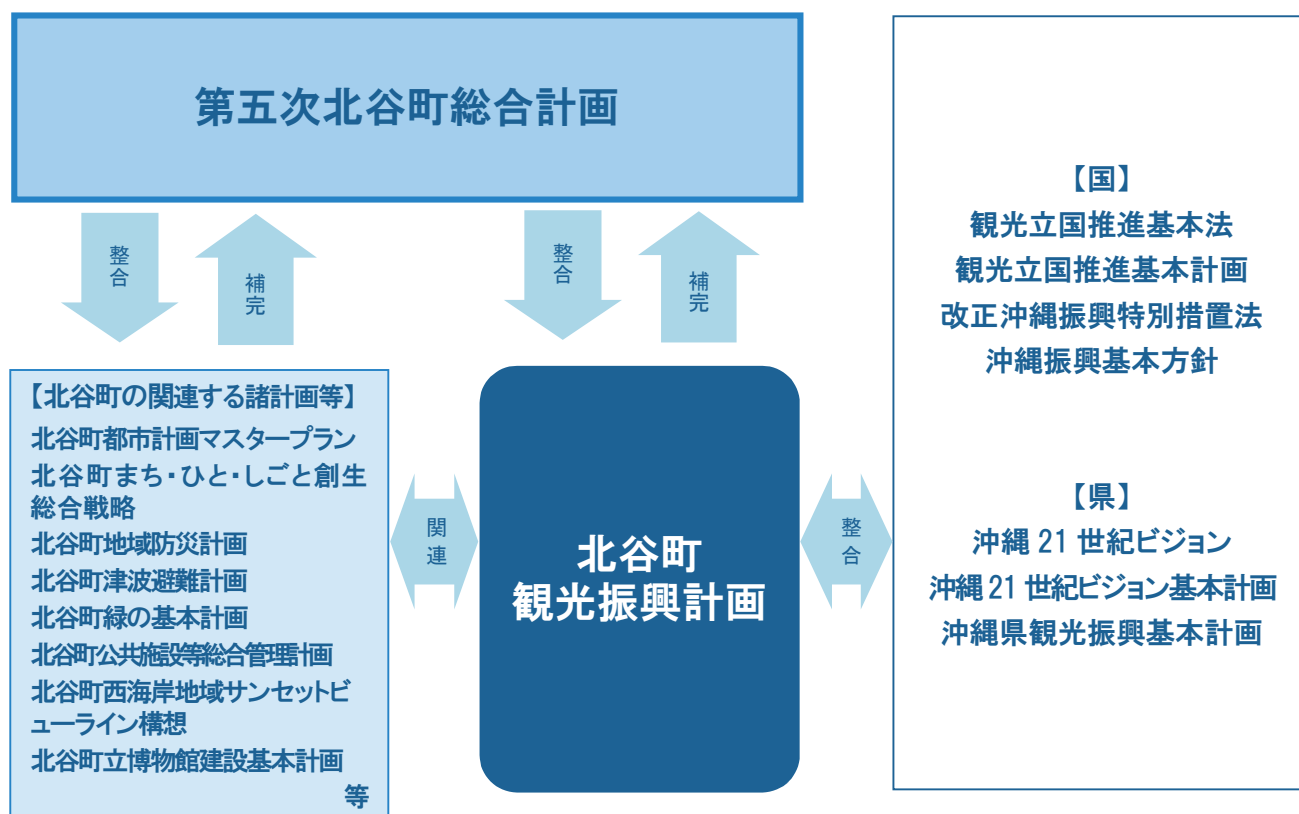 第五次北谷町総合計画
整合
補完
整合
補完
【北谷町の関連する諸計画等】
北谷町都市計画マスタープラン
北谷町まち・ひと・しごと創生
総合戦略
北谷町地域防災計画
北谷町津波避難計画
北谷町緑の基本計画
北谷町公共施設等総合管理計画
北谷町西海岸地域サンセットビ
ューライン構想
北谷町立博物館建設基本計画
等
関連
北谷町
観光振興計画
整合
【国】
観光立国推進基本法
観光立国推進基本計画
改正沖縄振興特別措置法
沖縄振興基本方針
【県】
沖縄 21 世紀ビジョン
沖縄 21 世紀ビジョン基本計画
沖縄県観光振興基本計画